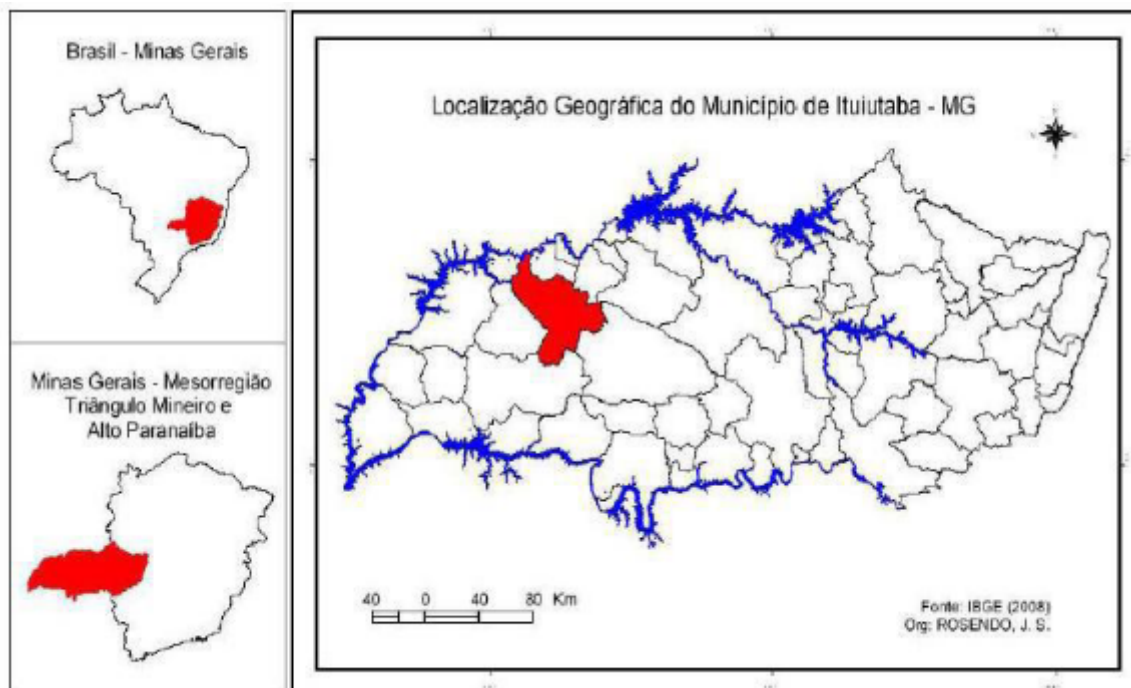 Brasil - Minas Gerais
Minas Gerais - Mesorregião
Triângulo Mineiro e
Alto Paranaíba
Localização Geográfica do Município de Ituiutaba - MG
40 0 40 80 Km
Fonte: IBGE (2008)
Org: ROSENDO, J. S.